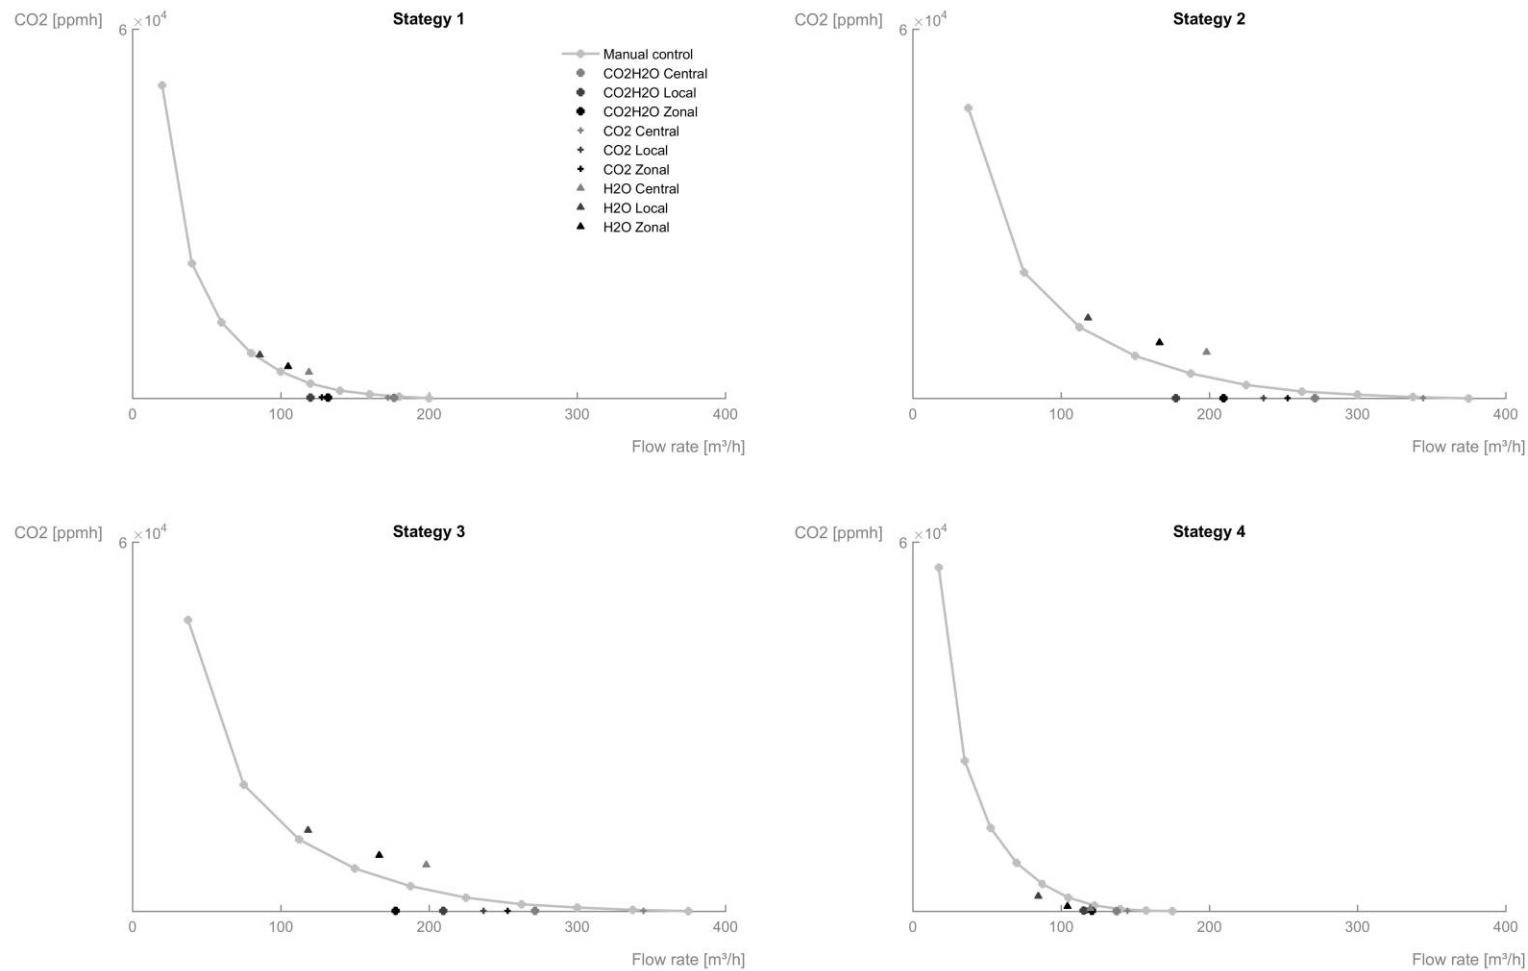 CO2 [ppmh]
6 ×10⁴
Stategy 1
Manual control
CO2H2O Central
CO2H2O Local
CO2H2O Zonal
CO2 Central
CO2 Local
CO2 Zonal
H2O Central
H2O Local
H2O Zonal
0 100 200 300 400
Flow rate [m³/h]
CO2 [ppmh]
6 ×10⁴
Stategy 2
0 100 200 300 400
Flow rate [m³/h]
CO2 [ppmh]
6 ×10⁴
Stategy 3
0 100 200 300 400
Flow rate [m³/h]
CO2 [ppmh]
6 ×10⁴
Stategy 4
0 100 200 300 400
Flow rate [m³/h]